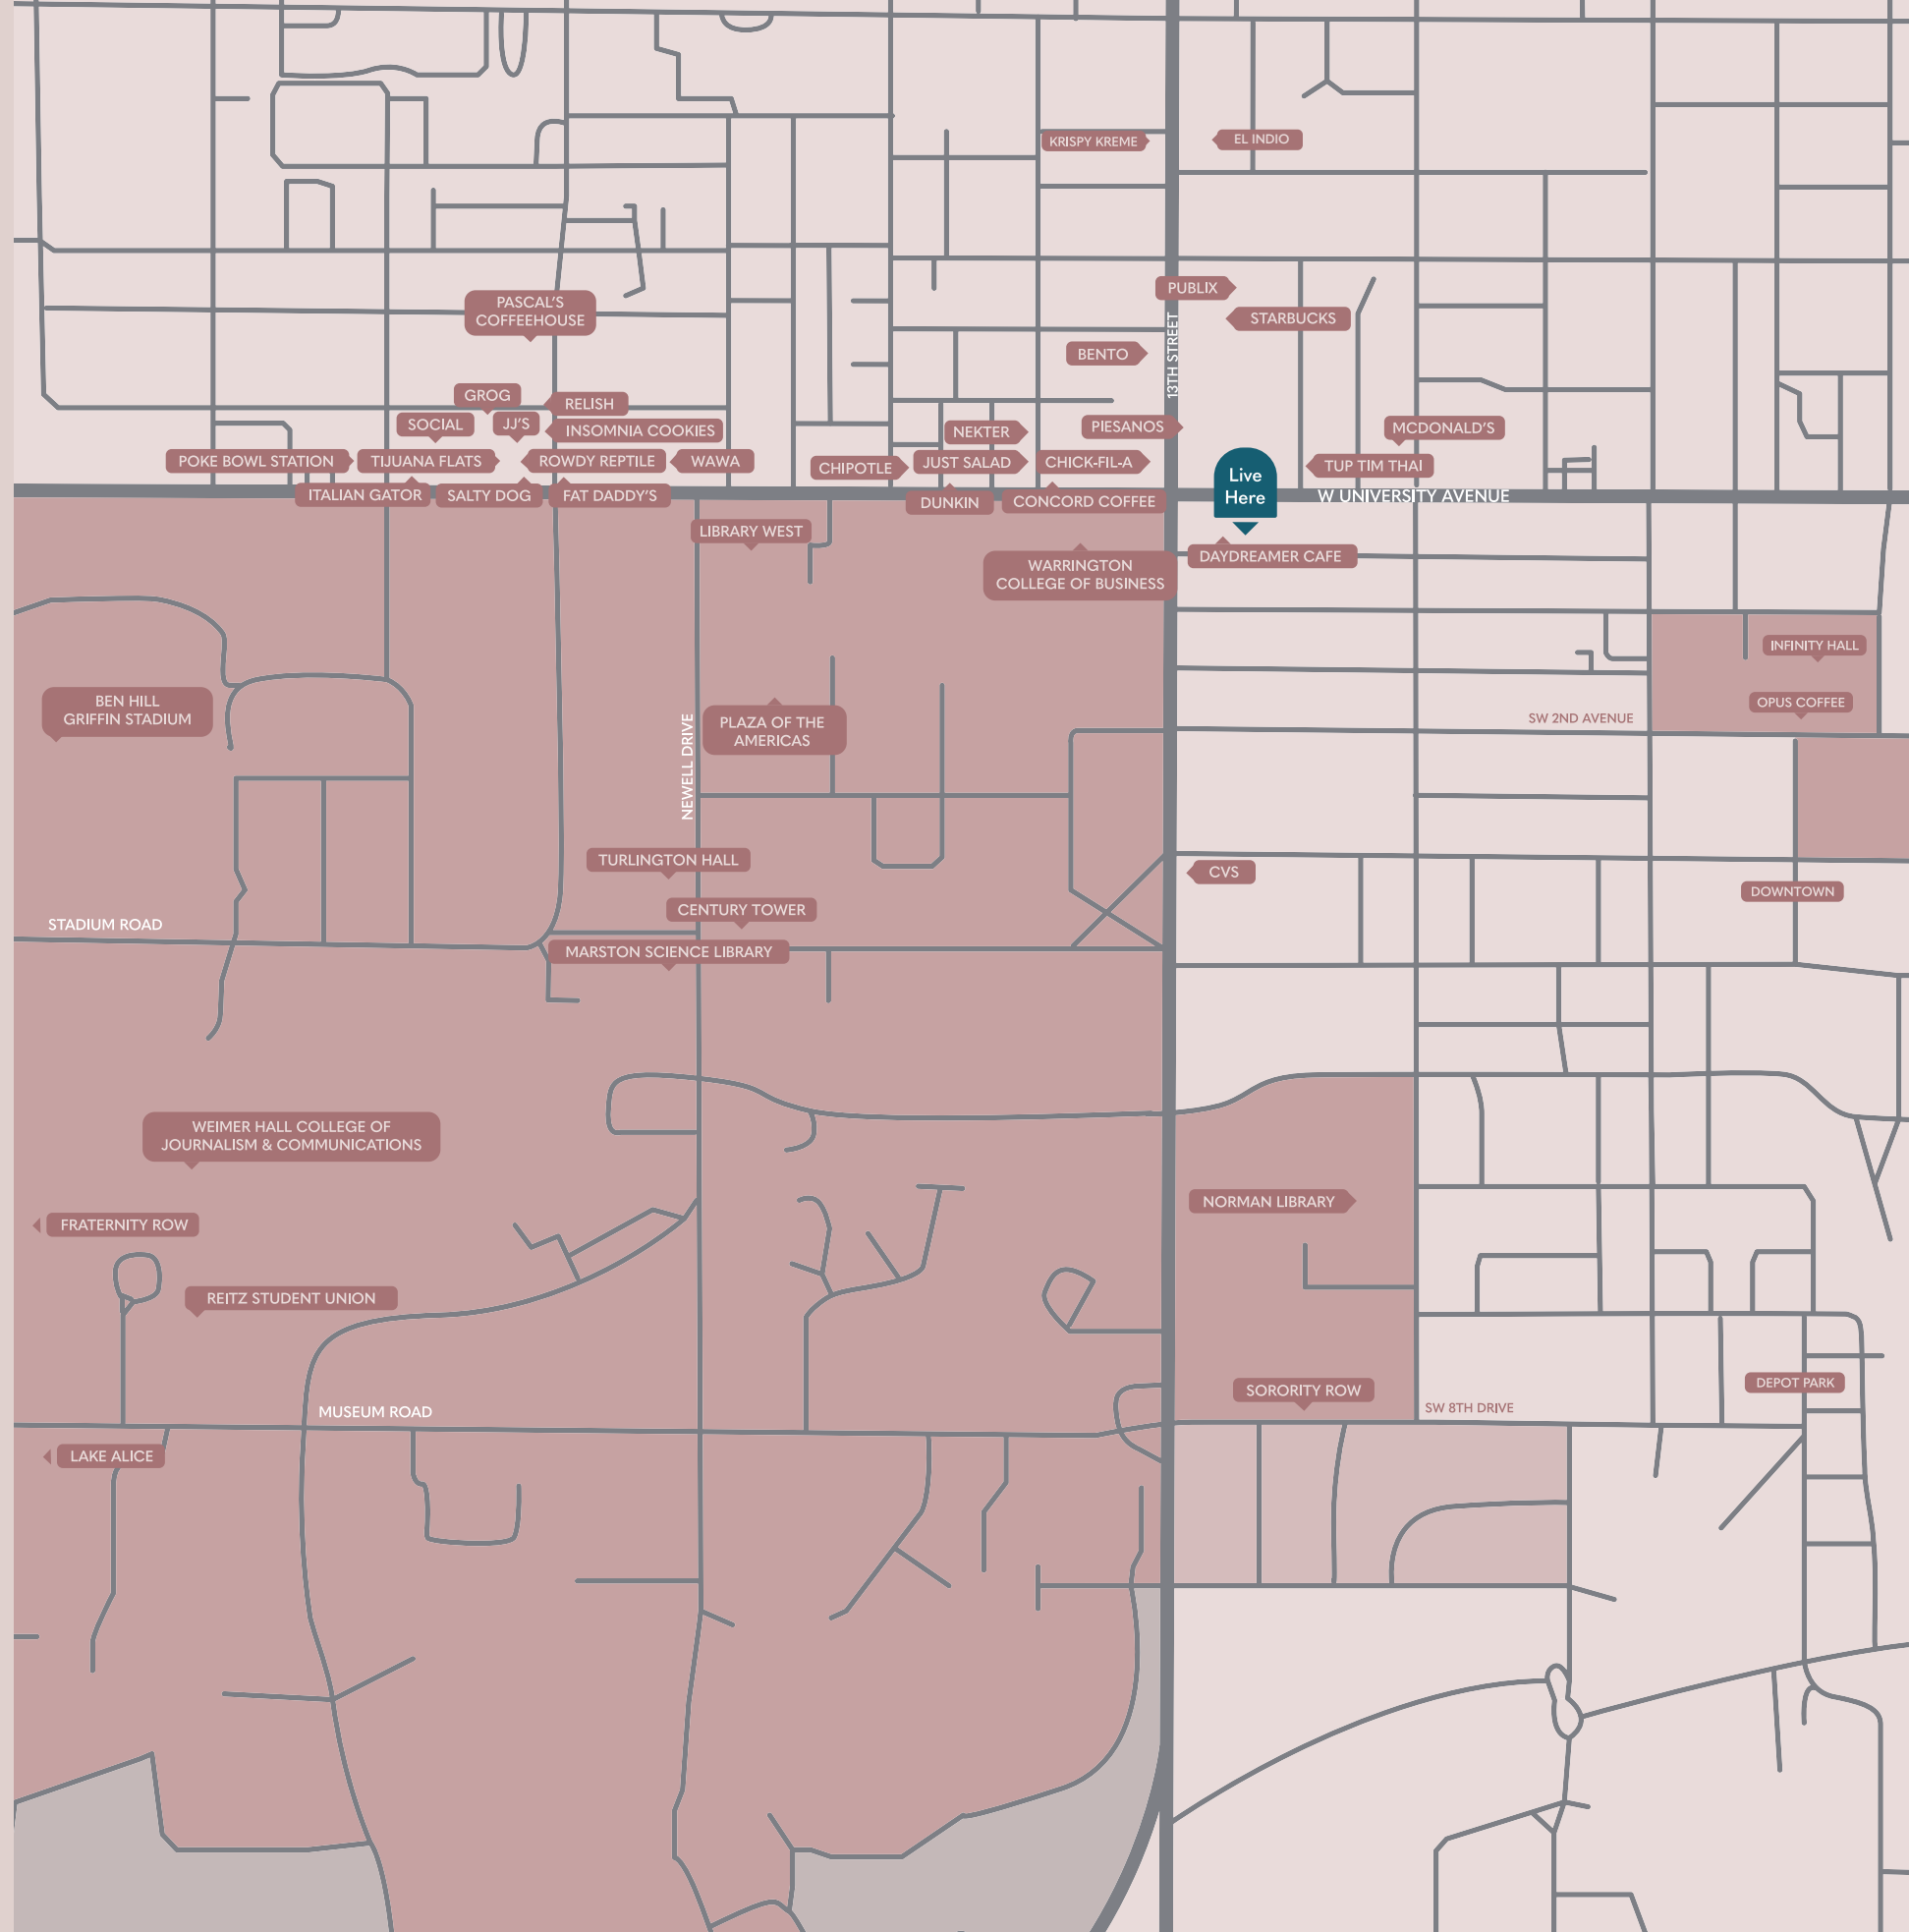 KRISPY KREME
EL INDIO
PUBLIX
PASCAL'S
COFFEEHOUSE
STARBUCKS
13TH STREET
BENTO
GROG
RELISH
SOCIAL
JJ'S
INSOMNIA COOKIES
NEKTER
PIESANOS
MCDONALD'S
POKE BOWL STATION
TIJUANA FLATS
ROWDY REPTILE
WAWA
CHIPOTLE
JUST SALAD
CHICK-FIL-A
Live
Here
TUP TIM THAI
ITALIAN GATOR
SALTY DOG
FAT DADDY'S
DUNKIN
CONCORD COFFEE
W UNIVERSITY AVENUE
LIBRARY WEST
DAYDREAMER CAFE
WARRINGTON
COLLEGE OF BUSINESS
INFINITY HALL
BEN HILL
GRIFFIN STADIUM
OPUS COFFEE
SW 2ND AVENUE
PLAZA OF THE
AMERICAS
NEWELL DRIVE
TURLINGTON HALL
CVS
DOWNTOWN
CENTURY TOWER
STADIUM ROAD
MARSTON SCIENCE LIBRARY
WEIMER HALL COLLEGE OF
JOURNALISM & COMMUNICATIONS
NORMAN LIBRARY
FRATERNITY ROW
REITZ STUDENT UNION
DEPOT PARK
SORORITY ROW
SW 8TH DRIVE
MUSEUM ROAD
LAKE ALICE